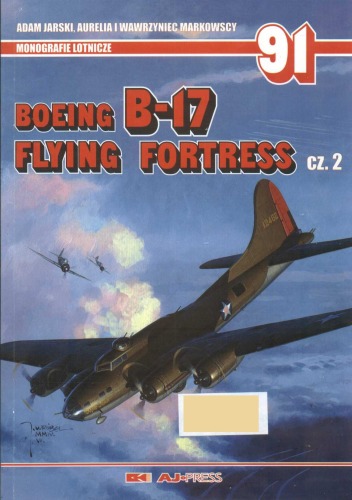 ADAM JARSKI, AURELIA I WAWRZYNIEC MARKOWSCY
MONOGRAFIE LOTNICZE
91
BOEING B-17
FLYING FORTRESS cz. 2
AJ-PRESS